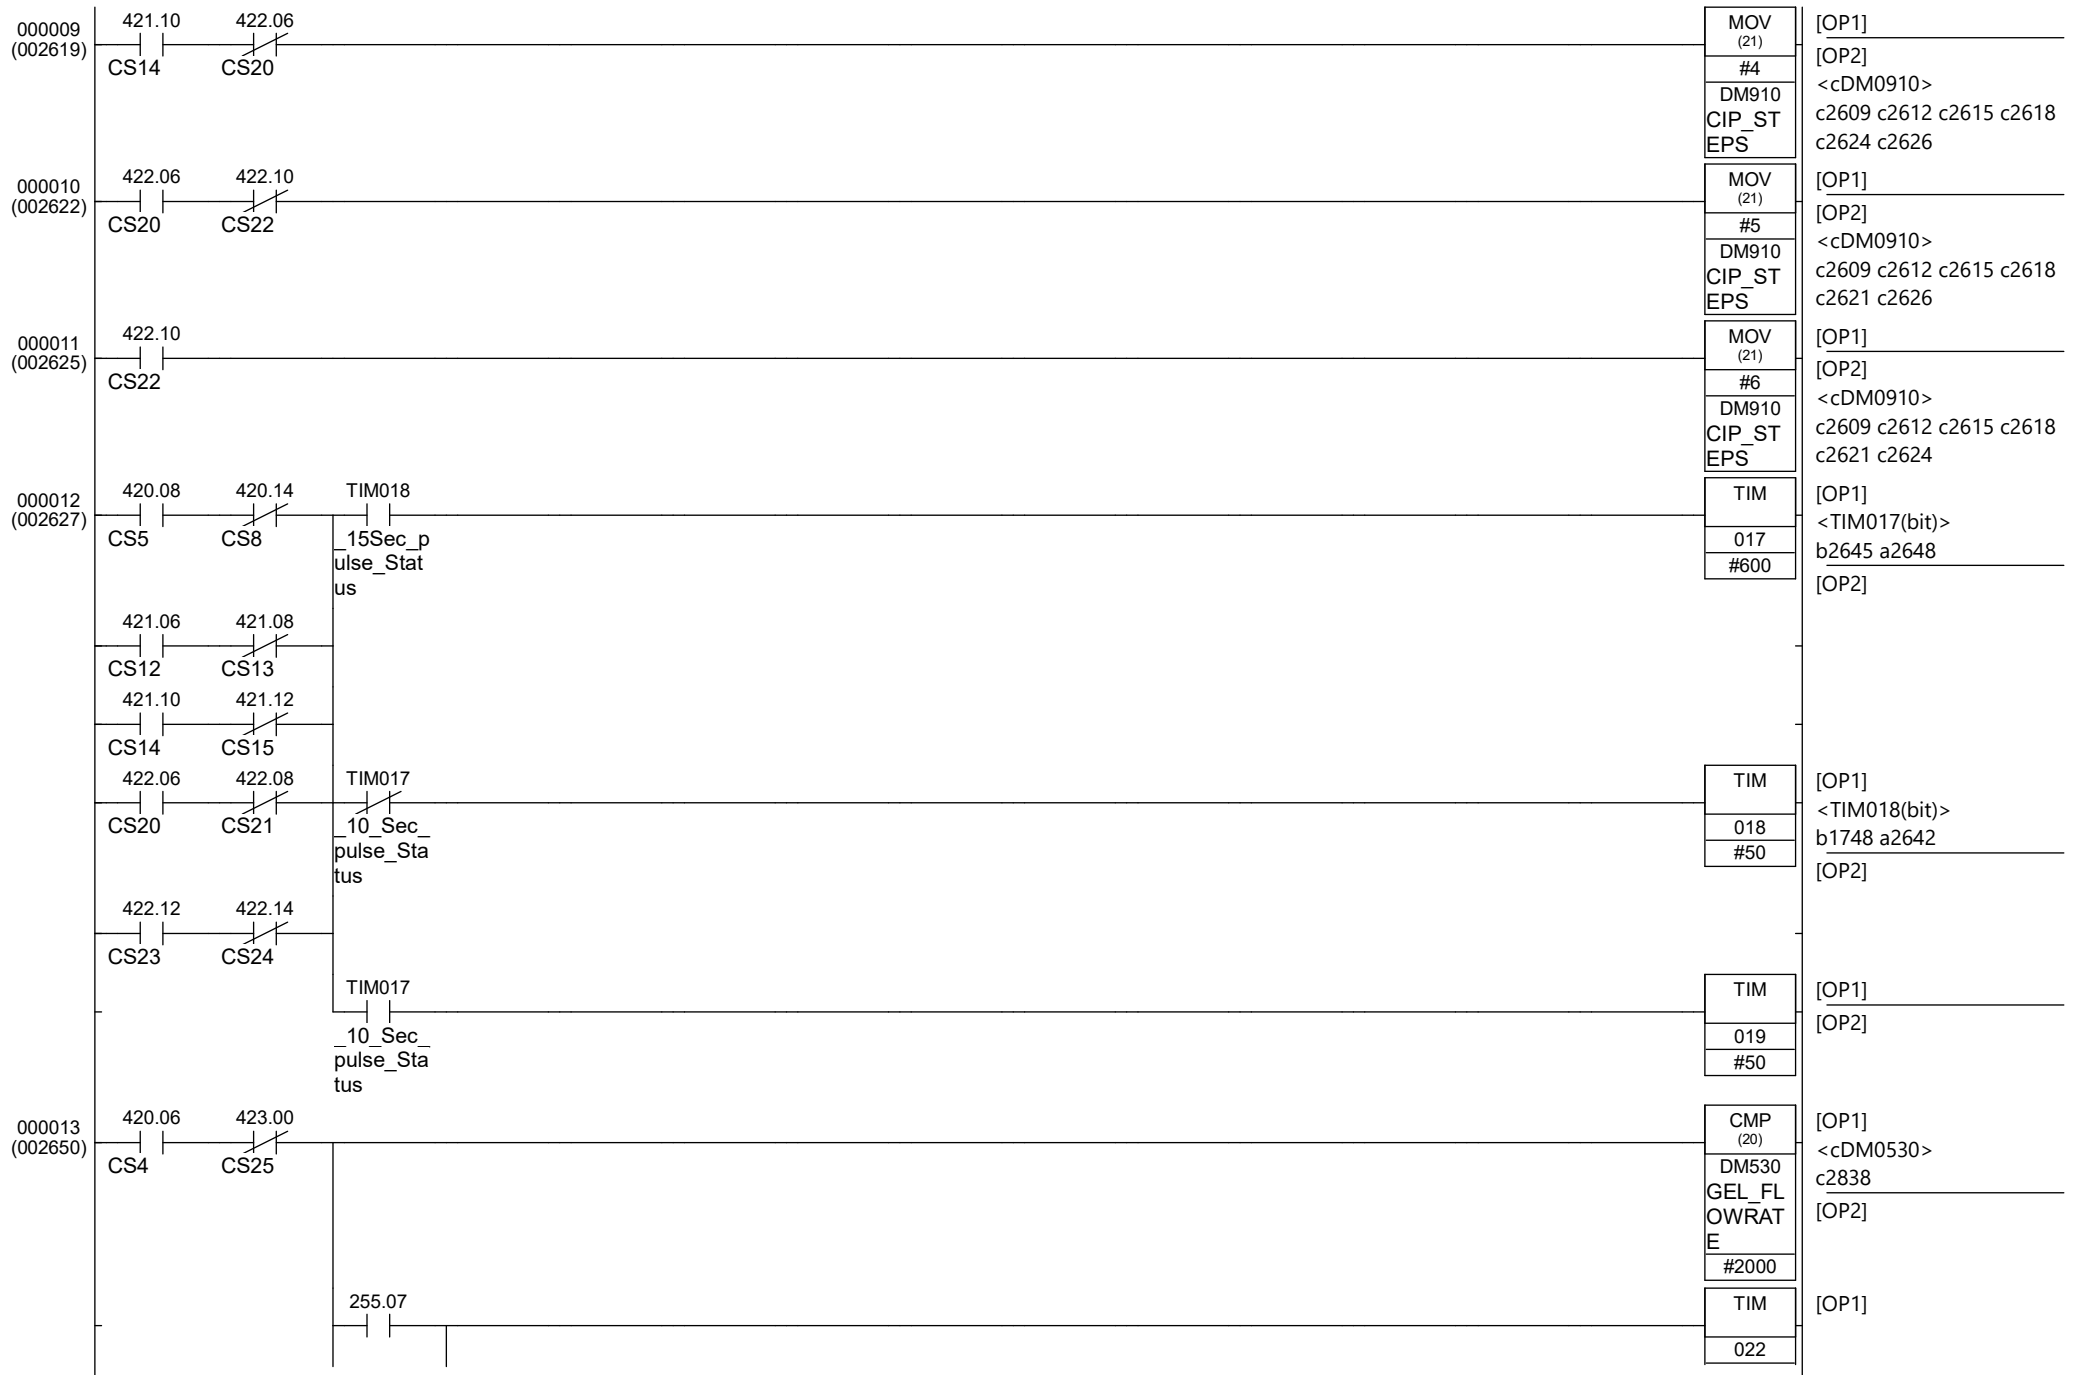 000009
(002619)
421.10 422.06
CS14 CS20
MOV
(21)
#4
DM910
CIP_ST
EPS
[OP1]
[OP2]
<cDM0910>
c2609 c2612 c2615 c2618
c2624 c2626
000010
(002622)
422.06 422.10
CS20 CS22
MOV
(21)
#5
DM910
CIP_ST
EPS
[OP1]
[OP2]
<cDM0910>
c2609 c2612 c2615 c2618
c2621 c2626
000011
(002625)
422.10
CS22
MOV
(21)
#6
DM910
CIP_ST
EPS
[OP1]
[OP2]
<cDM0910>
c2609 c2612 c2615 c2618
c2621 c2624
000012
(002627)
420.08 420.14 TIM018
CS5 CS8 _15Sec_p
ulse_Stat
us
TIM
017
#600
[OP1]
<TIM017(bit)>
b2645 a2648
[OP2]
421.06 421.08
CS12 CS13
421.10 421.12
CS14 CS15
422.06 422.08 TIM017
CS20 CS21 _10_Sec_
pulse_Sta
tus
TIM
018
#50
[OP1]
<TIM018(bit)>
b1748 a2642
[OP2]
422.12 422.14
CS23 CS24
TIM017
_10_Sec_
pulse_Sta
tus
TIM
019
#50
[OP1]
[OP2]
000013
(002650)
420.06 423.00
CS4 CS25
CMP
(20)
DM530
GEL_FL
OWRAT
E
#2000
[OP1]
<cDM0530>
c2838
[OP2]
255.07
TIM
022
[OP1]